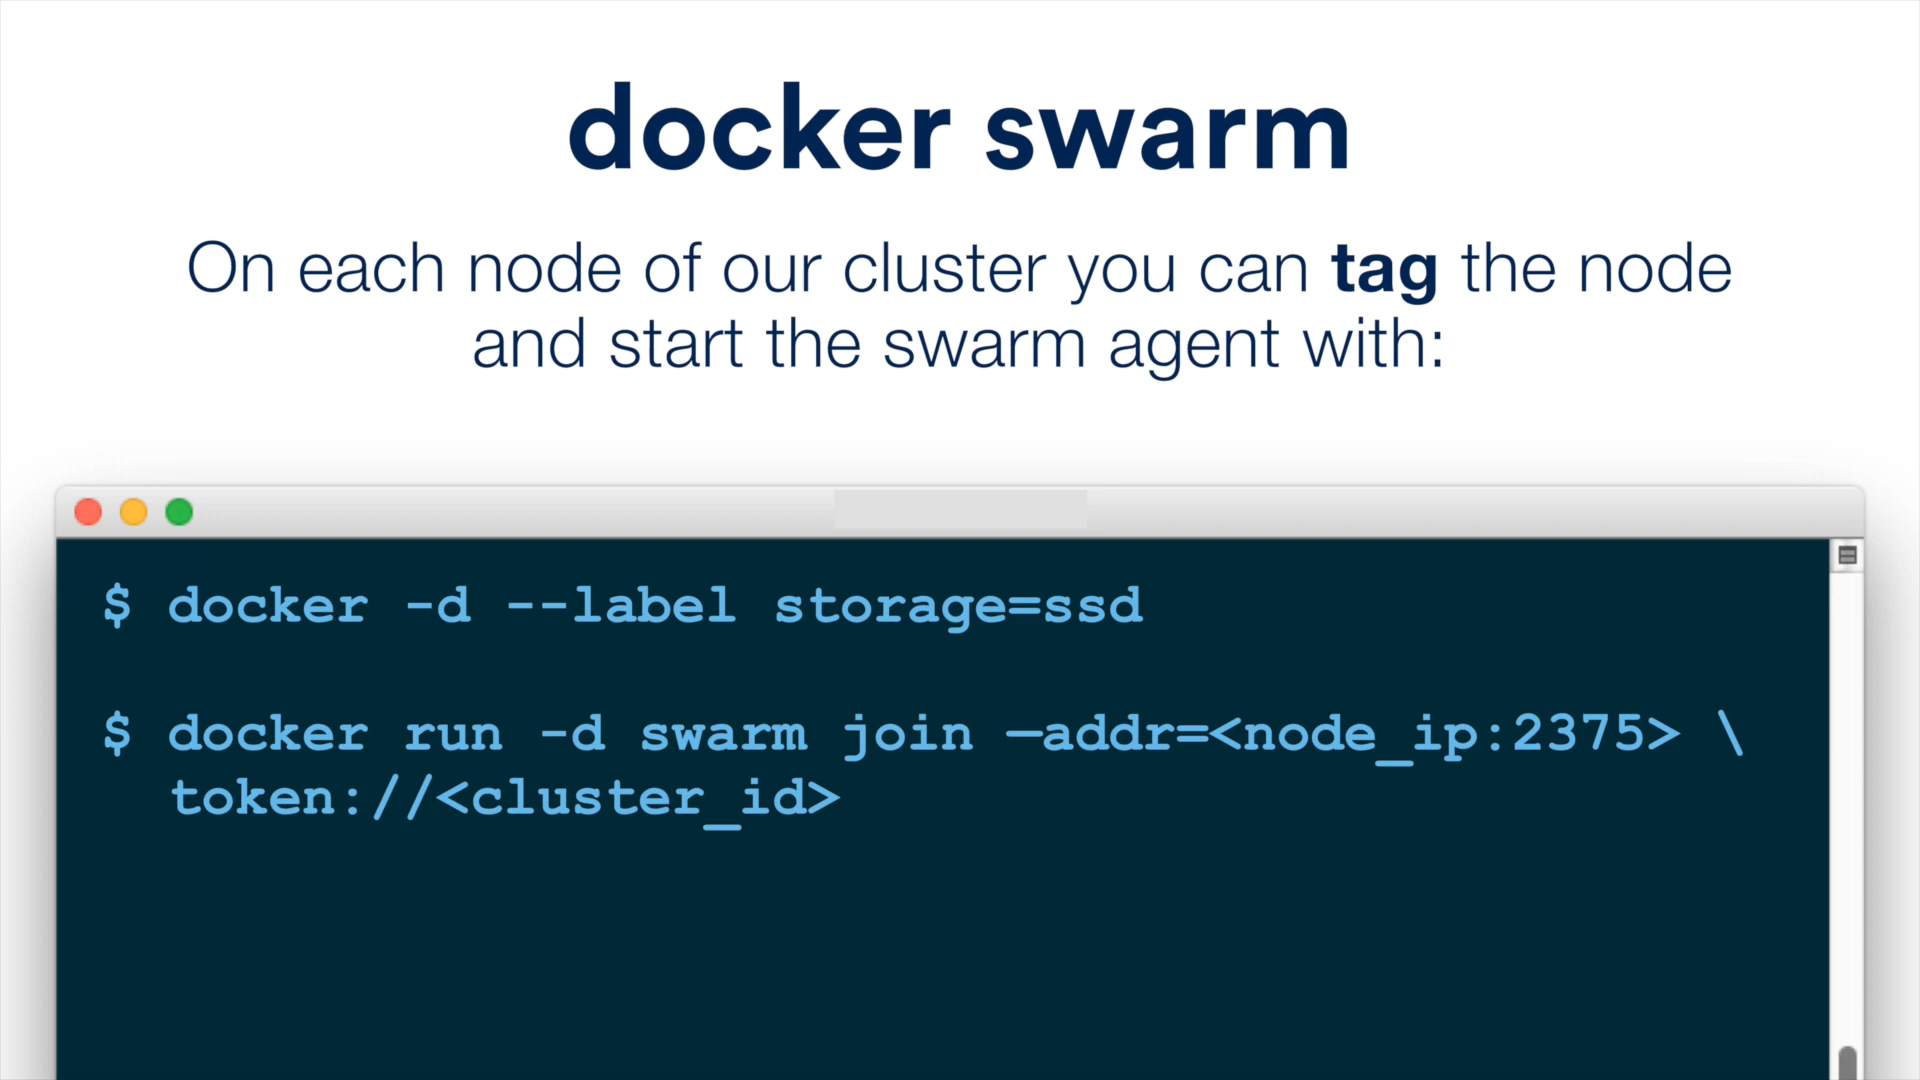 docker swarm
On each node of our cluster you can tag the node
and start the swarm agent with:
$ docker -d --label storage=ssd
$ docker run -d swarm join —addr=<node_ip:2375> \
token://<cluster_id>